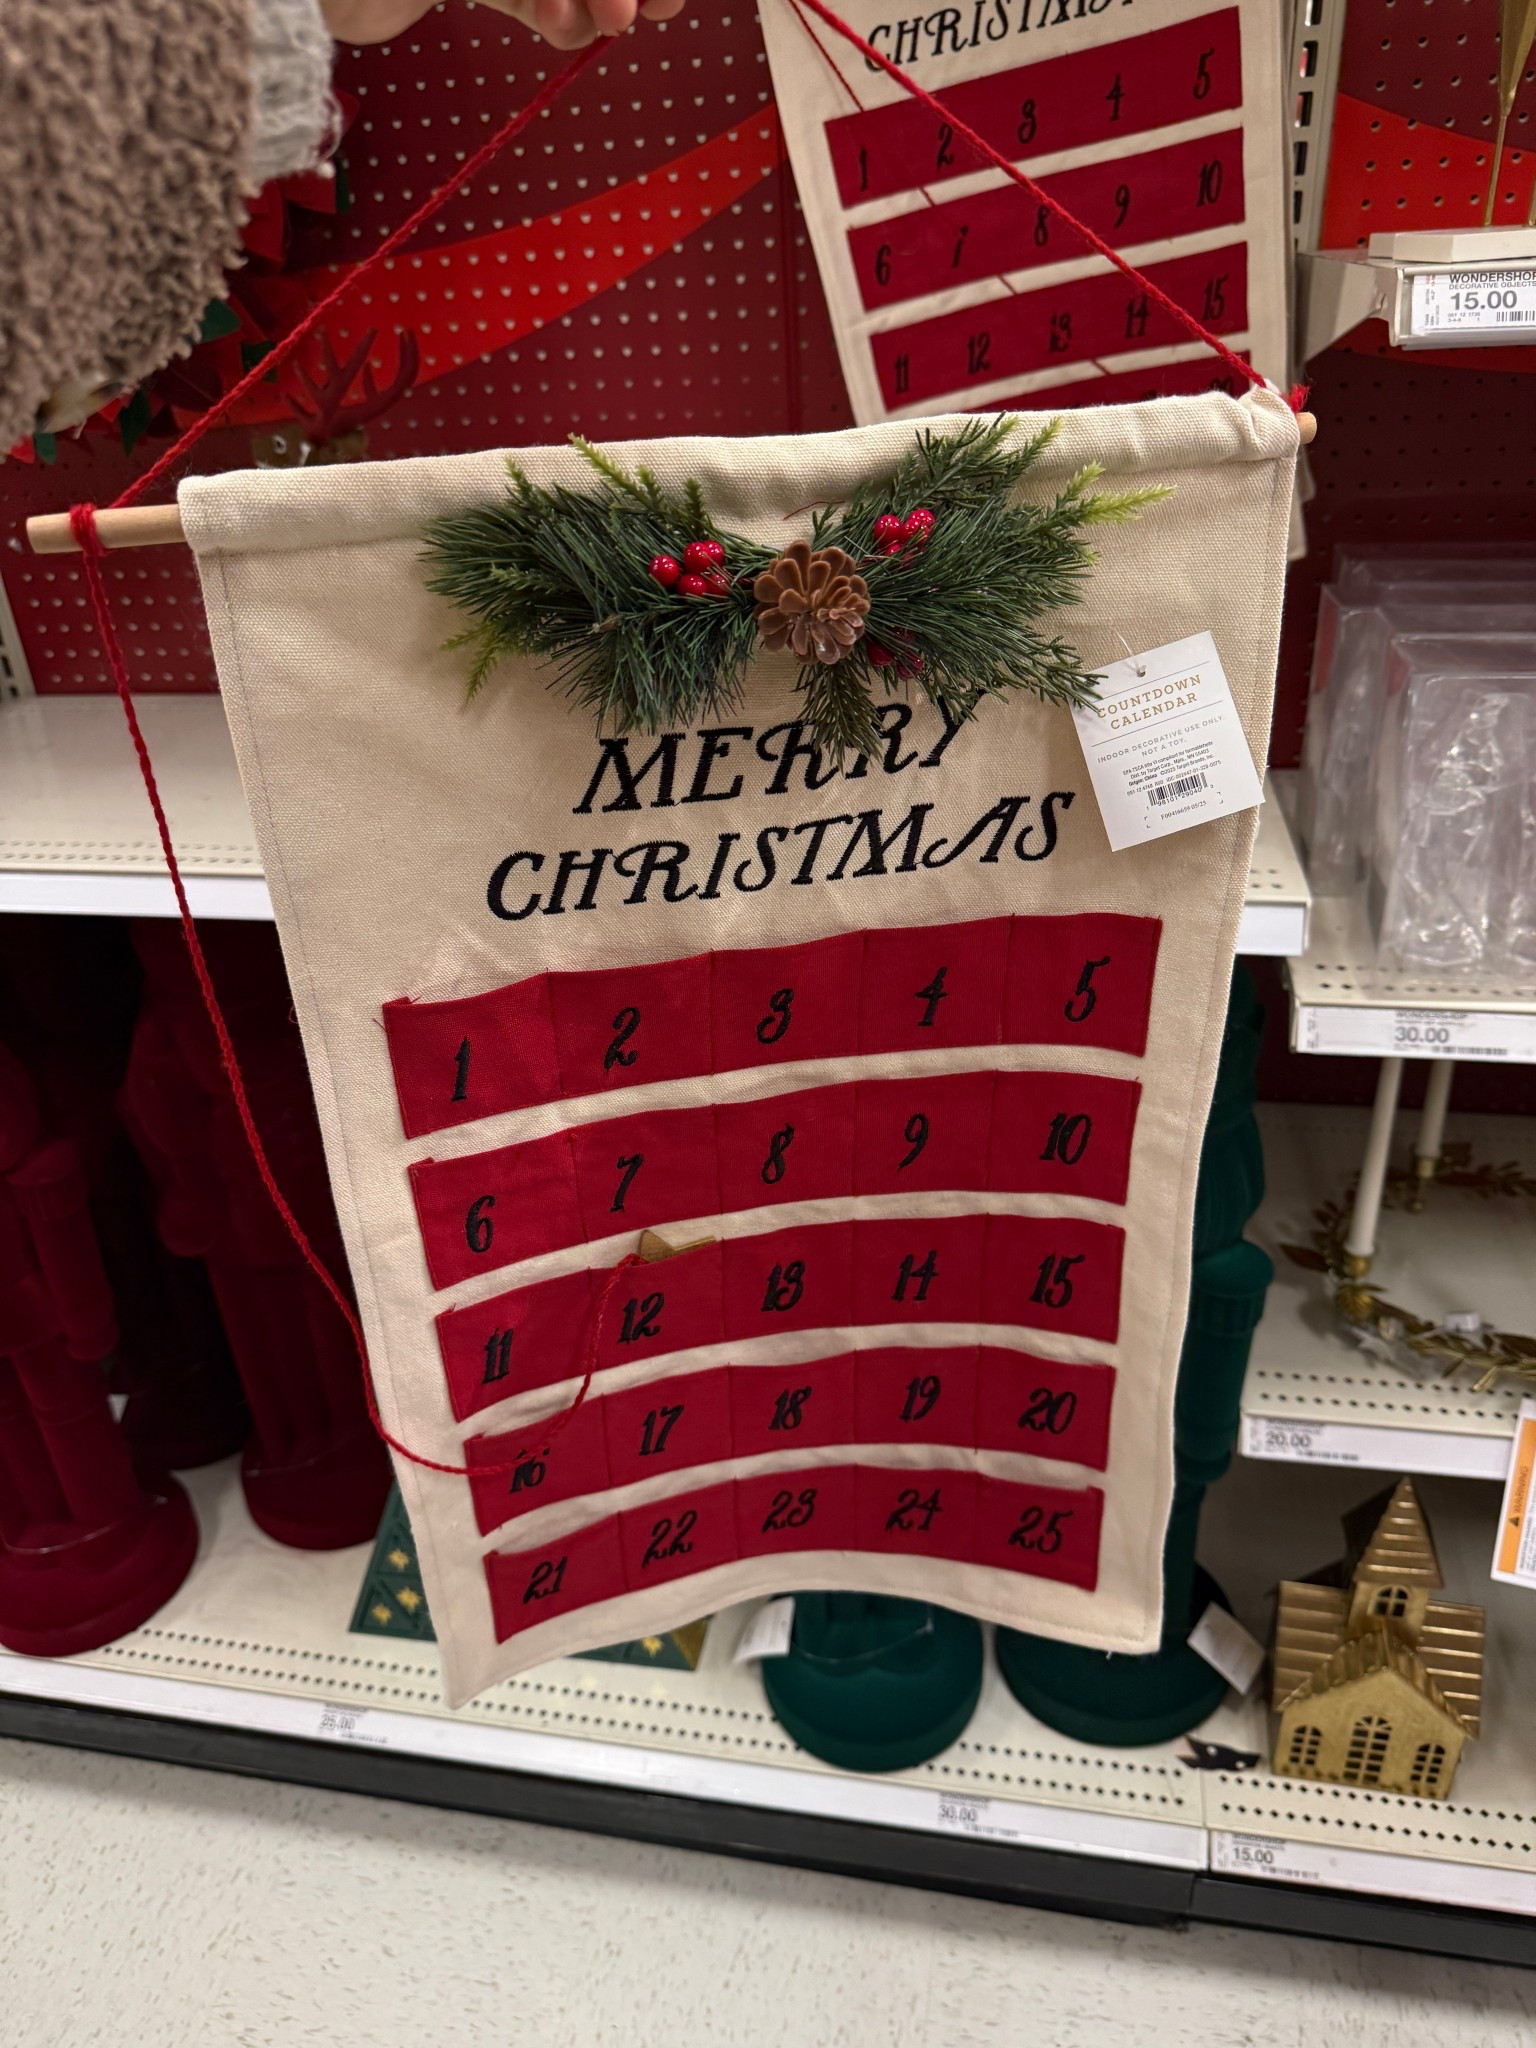 CHRISTMAS
1 2 3 4 5
6 7 8 9 10
11 12 13 14 15
20
WONDERSHOP
DECORATIVE OBJECTS
15.00
MERRY
CHRISTMAS
COUNTDOWN
CALENDAR
INDOOR DECORATIVE USE ONLY.
NOT A TOY.
1 2 3 4 5
6 7 8 9 10
11 12 13 14 15
16 17 18 19 20
21 22 23 24 25
WONDERSHOP
30.00
20.00
WARNING
25.00
30.00
15.00